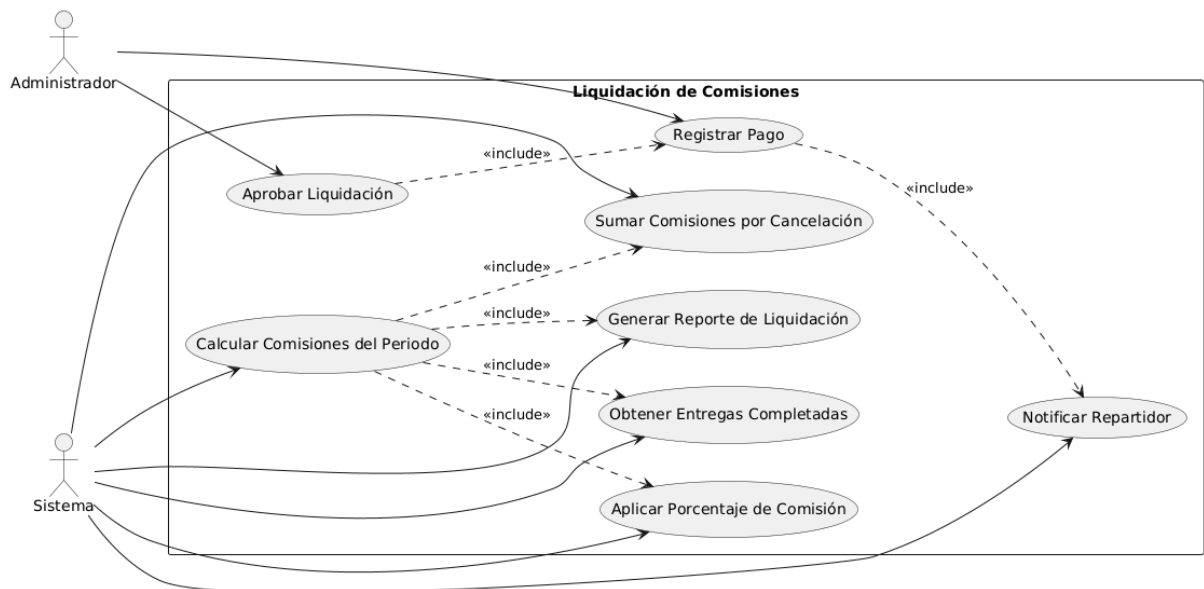 Administrador
Liquidación de Comisiones
Registrar Pago
«include»
Aprobar Liquidación
«include»
Sumar Comisiones por Cancelación
«include»
«include»
Generar Reporte de Liquidación
Calcular Comisiones del Periodo
«include»
Obtener Entregas Completadas
Notificar Repartidor
«include»
Sistema
Aplicar Porcentaje de Comisión